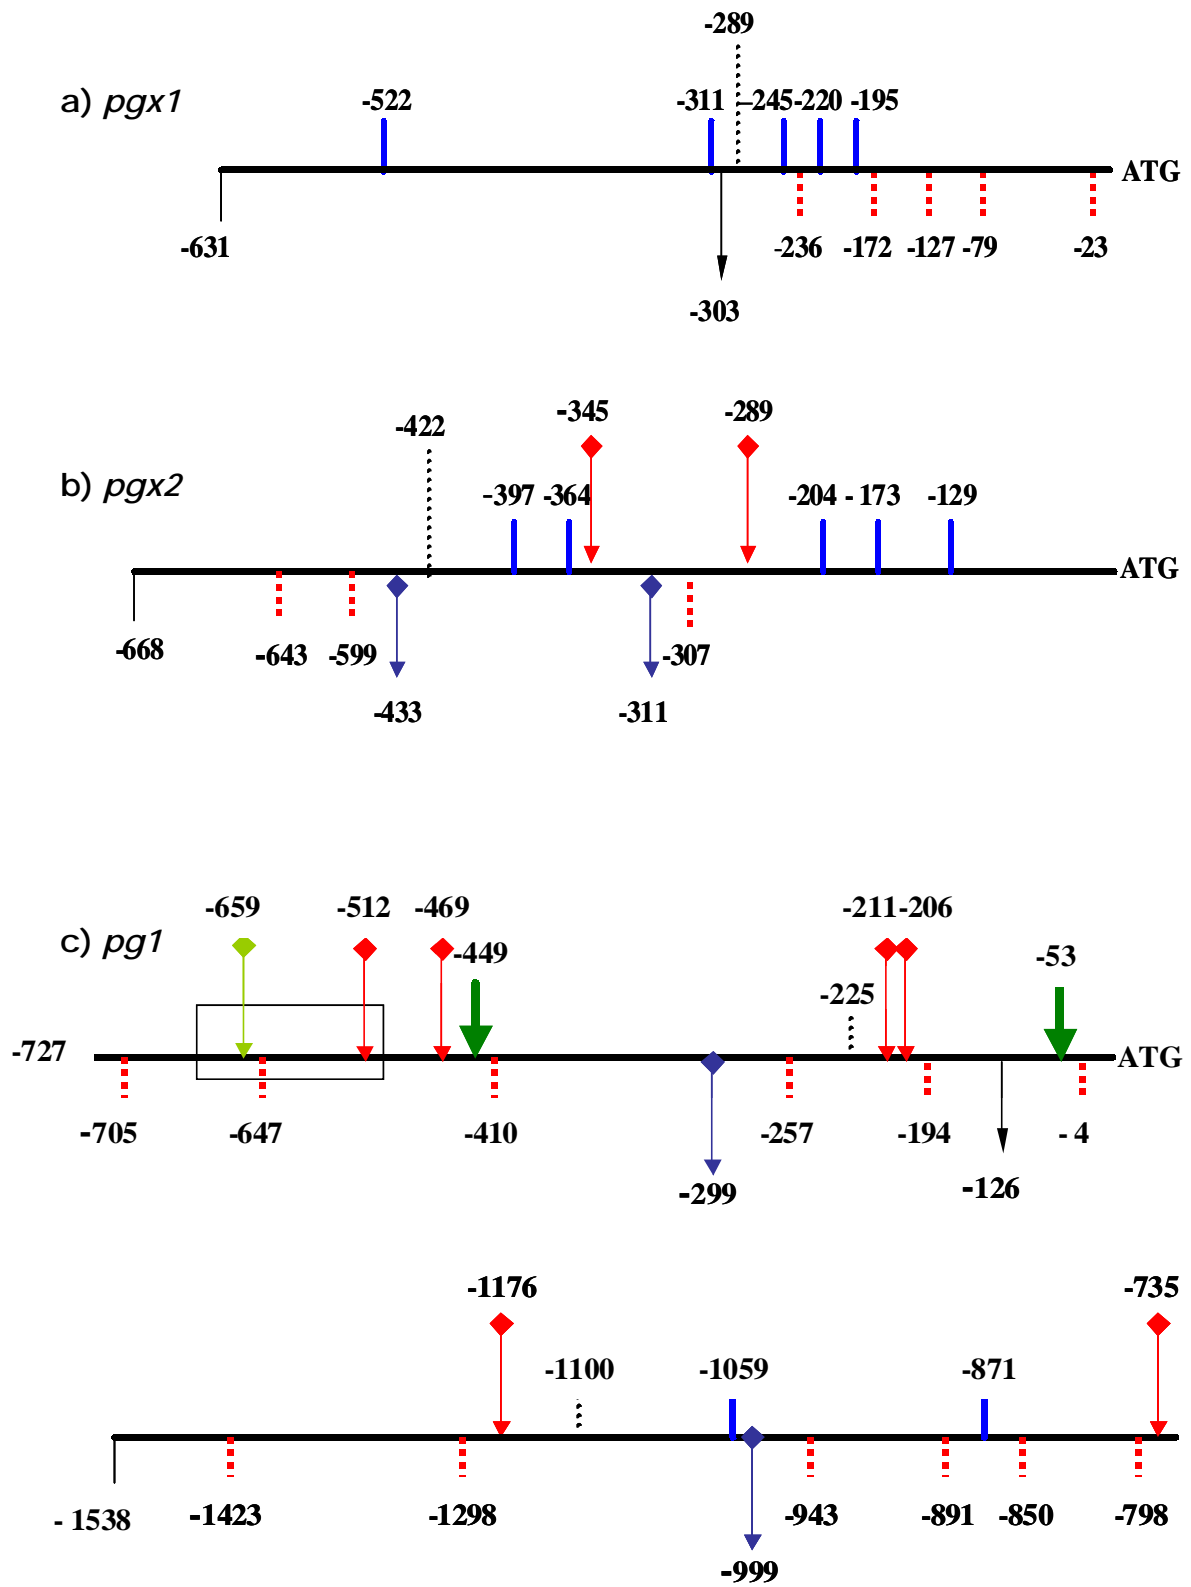 -289
a) pgx1
-522 -311 -245 -220 -195
ATG
-631 -236 -172 -127 -79 -23
-303
-345 -289
-422
b) pgx2
-397 -364 -204 - 173 -129
ATG
-668 -643 -599 -307
-433 -311
-659 -512 -469 -211 -206
c) pg1
-449 -53
-225
-727 ATG
-705 -647 -410 -257 -194 - 4
-299 -126
-1176 -735
-1100 -1059 -871
- 1538 -1423 -1298 -943 -891 -850 -798
-999